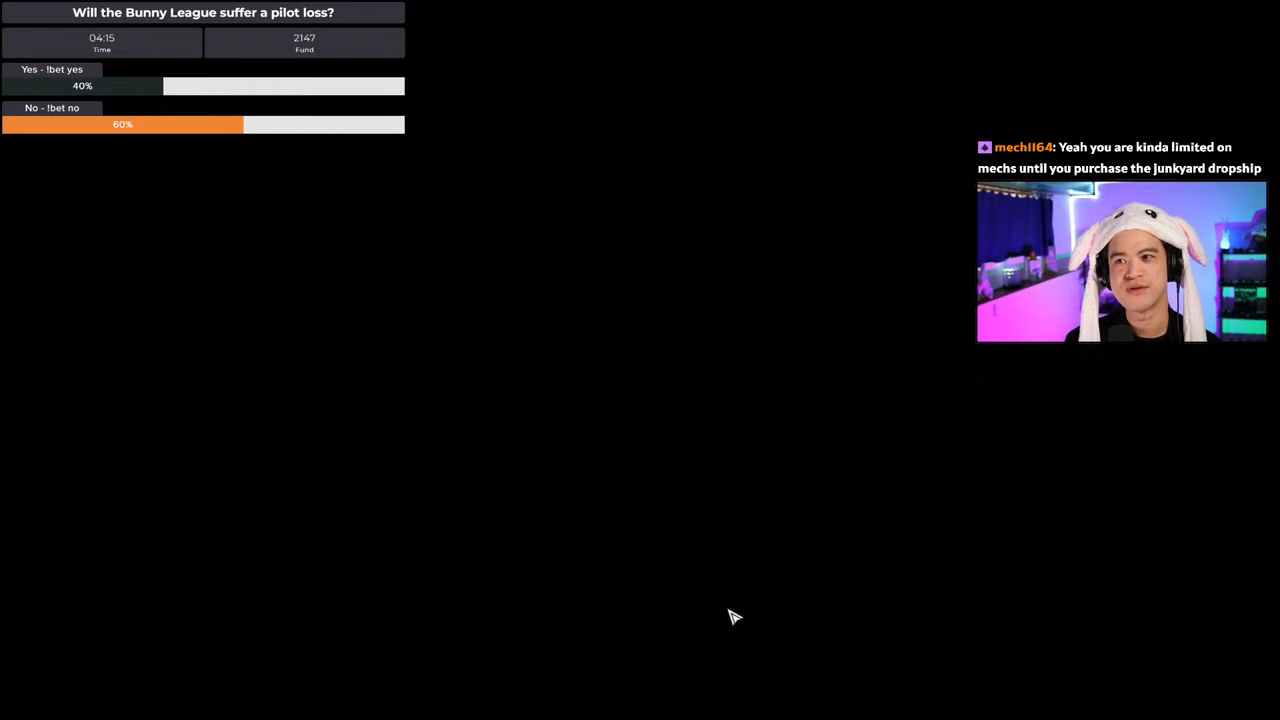 Will the Bunny League suffer a pilot loss?
04:15
Time
2147
Fund
Yes - !bet yes
40%
No - !bet no
60%
mech1164: Yeah you are kinda limited on
mechs until you purchase the junkyard dropship